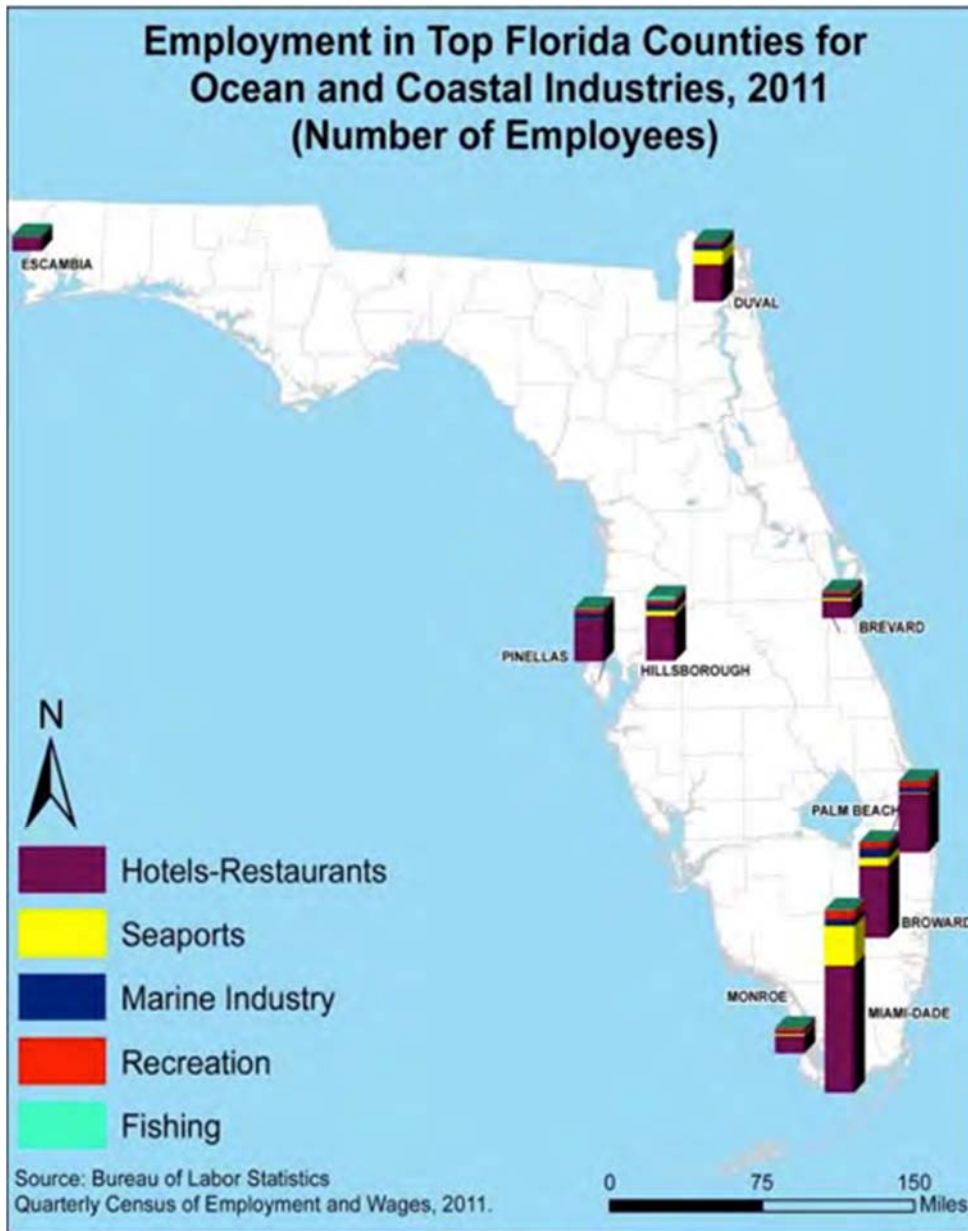 Employment in Top Florida Counties for
Ocean and Coastal Industries, 2011
(Number of Employees)
ESCAMBIA
DUVAL
BREVARD
PINELLAS
HILLSBOROUGH
N
PALM BEACH
BROWARD
MONROE
MIAMI-DADE
Hotels-Restaurants
Seaports
Marine Industry
Recreation
Fishing
Source: Bureau of Labor Statistics
Quarterly Census of Employment and Wages, 2011.
0 75 150
Miles